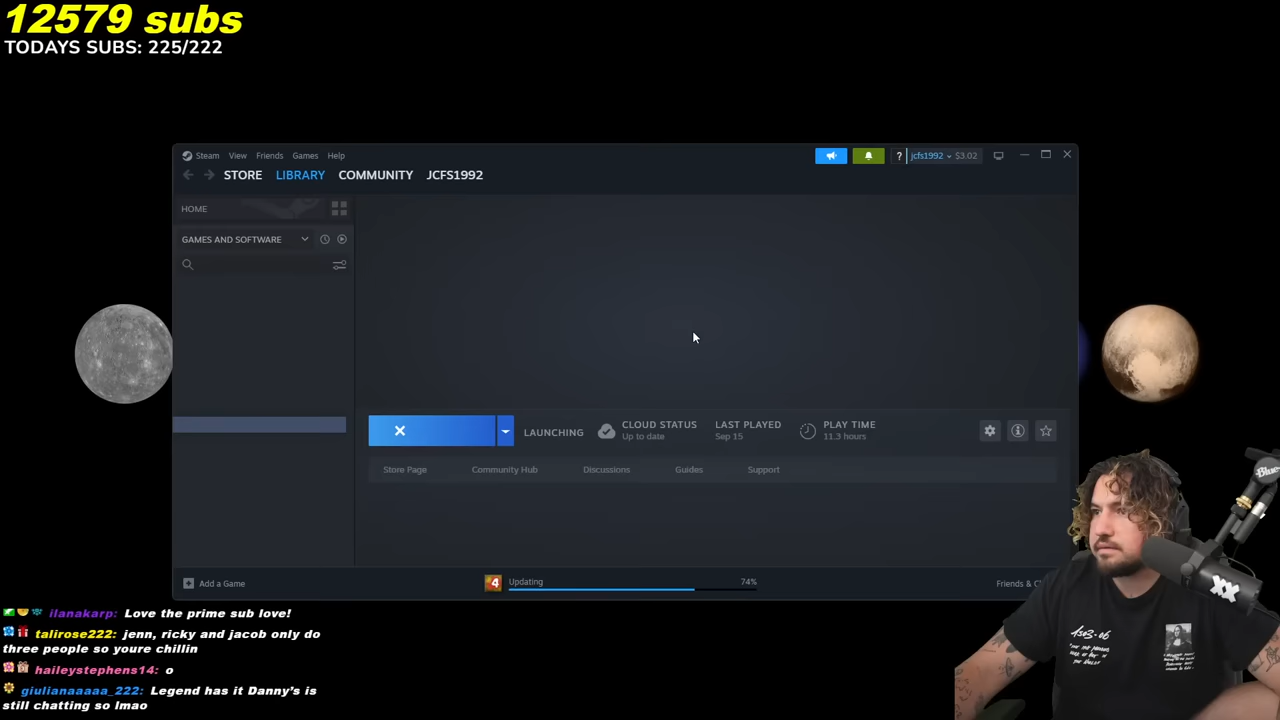 12579 subs
TODAYS SUBS: 225/222
Steam View Friends Games Help
? jcfs1992 $3.02
STORE LIBRARY COMMUNITY JCFS1992
HOME
GAMES AND SOFTWARE
LAUNCHING
CLOUD STATUS
Up to date
LAST PLAYED
Sep 15
PLAY TIME
11.3 hours
Store Page Community Hub Discussions Guides Support
Add a Game
4 Updating 74%
Friends & C
ilanakarp: Love the prime sub love!
talirose222: jenn, ricky and jacob only do
three people so youre chillin
haileystephens14: o
giulianaaaaa_222: Legend has it Danny's is
still chatting so lmao
Blue